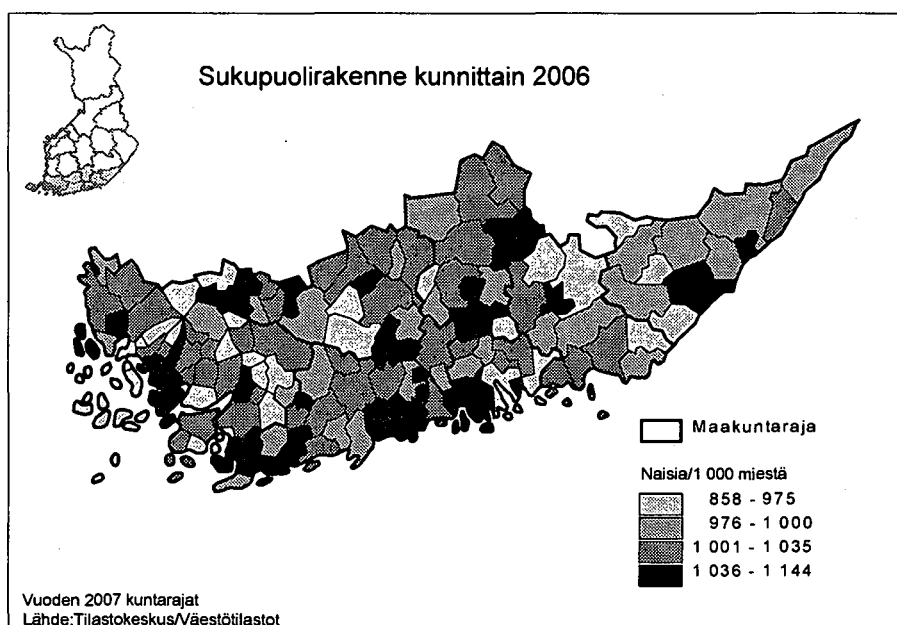 Sukupuolirakenne kunnittain 2006
Maakuntaraja
Naisia/1 000 miestä
858 - 975
976 - 1 000
1 001 - 1 035
1 036 - 1 144
Vuoden 2007 kuntarajat
Lähde:Tilastokeskus/Väestötilastot